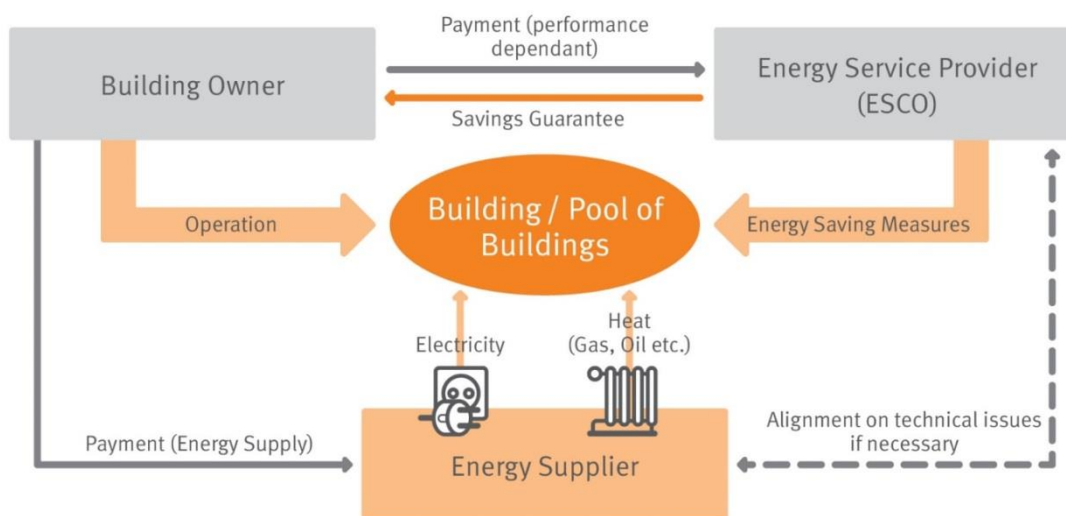 Payment (performance
dependant)
Building Owner
Energy Service Provider
(ESCO)
Savings Guarantee
Building / Pool of
Buildings
Operation
Energy Saving Measures
Electricity
Heat
(Gas, Oil etc.)
Payment (Energy Supply)
Alignment on technical issues
if necessary
Energy Supplier